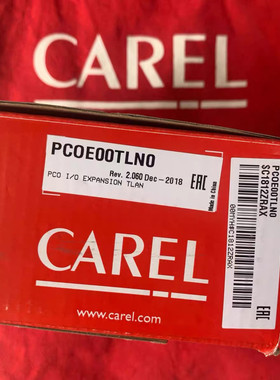 CAREL
PCOE00TLN0
Rev. 2.060 Dec-2018
PCO I/O EXPANSION TLAN
EAC
Made in China
CAREL
www.carel.com
PCOE00TLN0
SC1812ZRAX
EAC